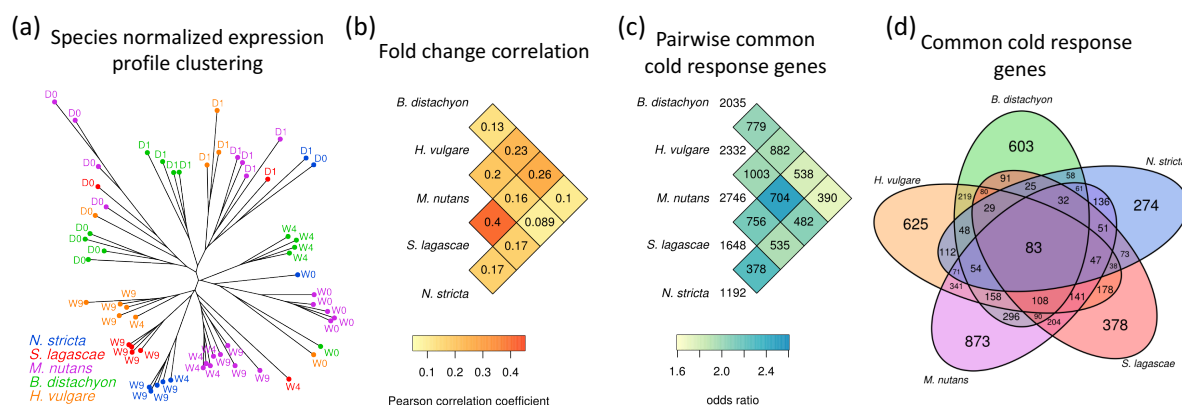 (a)
Species normalized expression
profile clustering
D0
D0
D0
D0
D0
D0
D0
D0
D0
D1
D1
D1
D1
D1
D1
D1
D1
D1
D1
D1
D1
D0
W4
W4
W4
W0
W0
W0
W0
W0
W0
W0
W4
W9
W9
W9
W9
W4
W9
W4
W4
W9
W9
W9
W9
W9
W9
W9
W4
W9
W9
W9
N. stricta
S. lagascae
M. nutans
B. distachyon
H. vulgare
(b)
Fold change correlation
B. distachyon
0.13
H. vulgare
0.23
0.2
0.26
M. nutans
0.16
0.1
0.4
0.089
S. lagascae
0.17
0.17
N. stricta
0.1 0.2 0.3 0.4
Pearson correlation coefficient
(c)
Pairwise common
cold response genes
B. distachyon 2035
779
H. vulgare 2332 882
1003 538
M. nutans 2746 704 390
756 482
S. lagascae 1648 535
378
N. stricta 1192
1.6 2.0 2.4
odds ratio
(d)
Common cold response
genes
B. distachyon
603
N. stricta
H. vulgare
91
58
25
61
219
80
32
136
274
29
625
48
51
83
112
47
73
38
71
54
341
178
158
108
141
296
90
204
378
873
S. lagascae
M. nutans